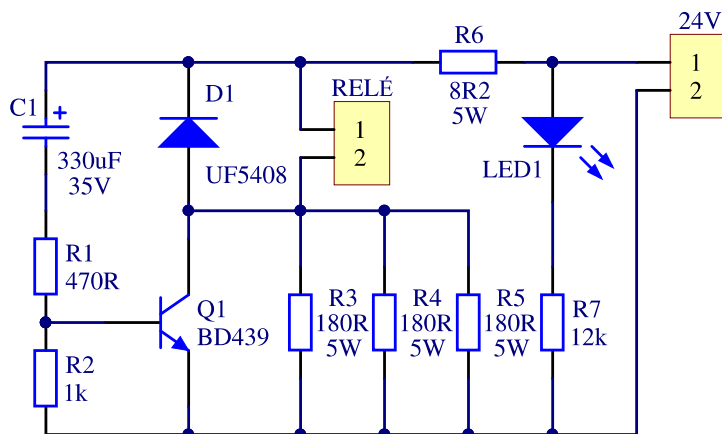 24V
R6
1
2
8R2
5W
D1
RELÉ
1
2
C1
+
330uF
35V
UF5408
LED1
R1
470R
Q1
BD439
R3
180R
5W
R4
180R
5W
R5
180R
5W
R7
12k
R2
1k